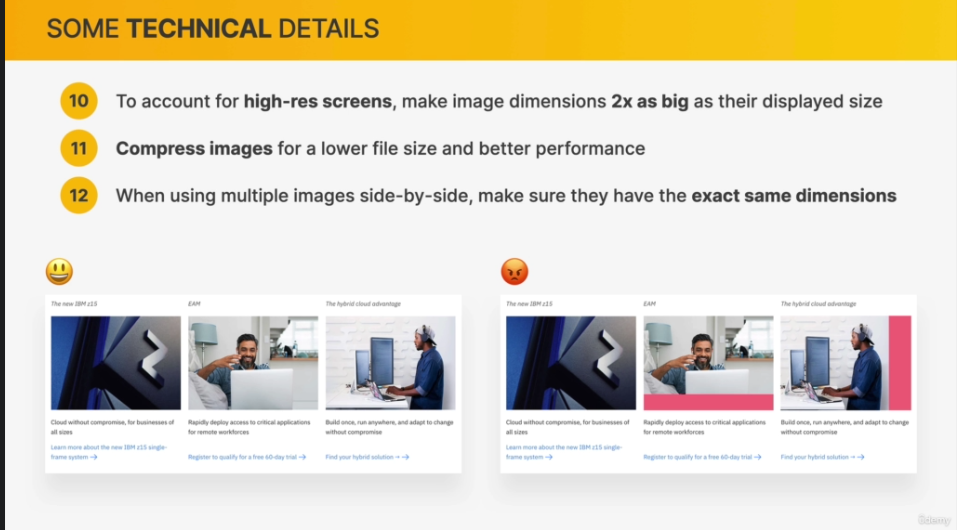 SOME TECHNICAL DETAILS
10 To account for high-res screens, make image dimensions 2x as big as their displayed size
11 Compress images for a lower file size and better performance
12 When using multiple images side-by-side, make sure they have the exact same dimensions
The new IBM z15
EAM
The hybrid cloud advantage
Cloud without compromise, for businesses of
all sizes
Learn more about the new IBM z15 single-
frame system →
Rapidly deploy access to critical applications
for remote workforces
Register to qualify for a free 60-day trial →
Build once, run anywhere, and adapt to change
without compromise
Find your hybrid solution → →
The new IBM z15
EAM
The hybrid cloud advantage
Cloud without compromise, for businesses of
all sizes
Learn more about the new IBM z15 single-
frame system →
Rapidly deploy access to critical applications
for remote workforces
Register to qualify for a free 60-day trial →
Build once, run anywhere, and adapt to change
without compromise
Find your hybrid solution → →
Udemy